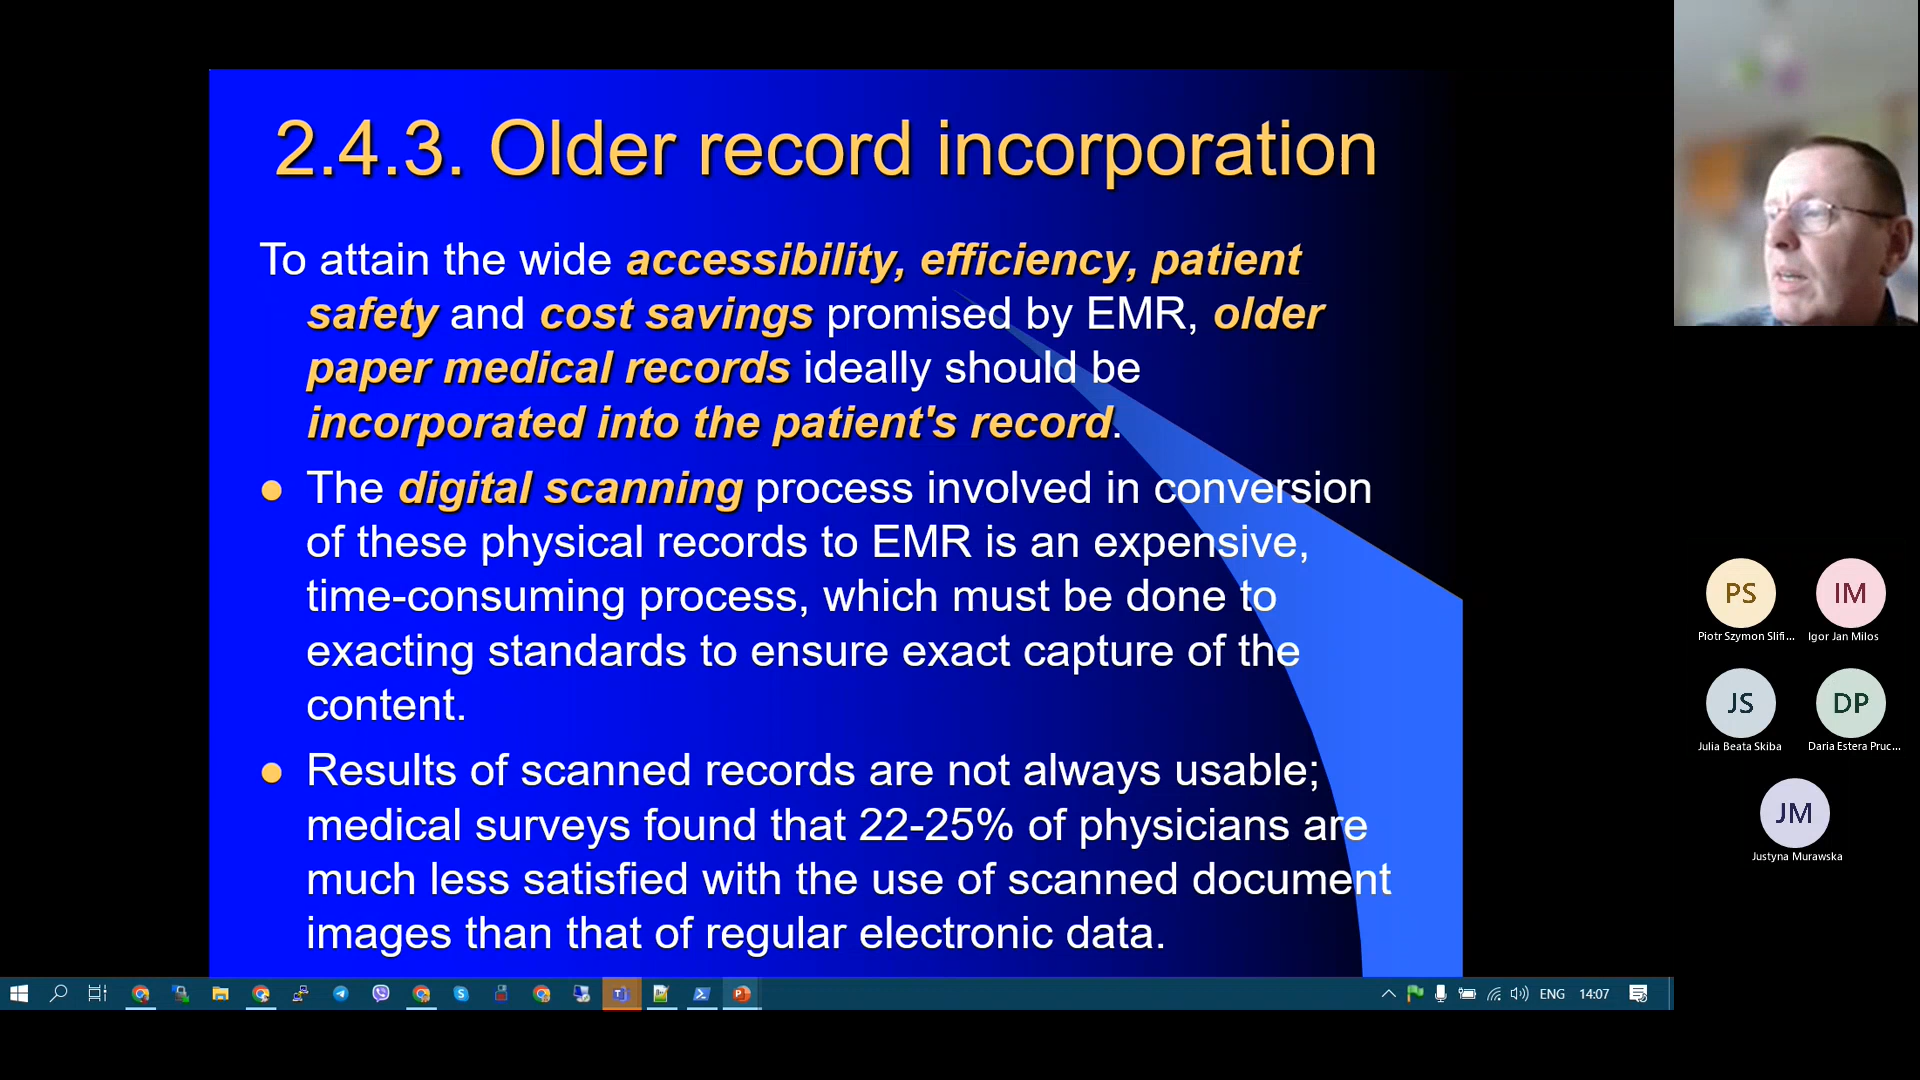 2.4.3. Older record incorporation
To attain the wide accessibility, efficiency, patient
safety and cost savings promised by EMR, older
paper medical records ideally should be
incorporated into the patient's record.
The digital scanning process involved in conversion
of these physical records to EMR is an expensive,
time-consuming process, which must be done to
exacting standards to ensure exact capture of the
content.
Results of scanned records are not always usable;
medical surveys found that 22-25% of physicians are
much less satisfied with the use of scanned document
images than that of regular electronic data.
PS
IM
Piotr Szymon Slifi...
Igor Jan Milos
JS
DP
Julia Beata Skiba
Daria Estera Pruc...
JM
Justyna Murawska
ENG
14:07